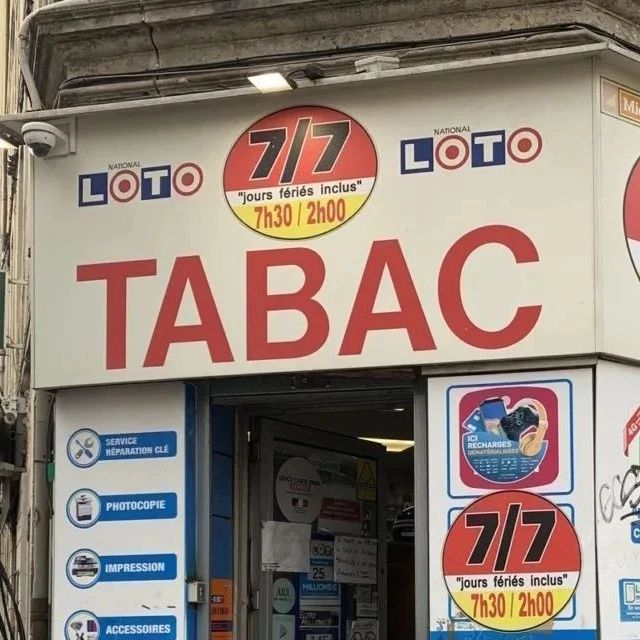 NATIONAL
LOTO
7/7
"jours fériés inclus"
7h30 / 2h00
NATIONAL
LOTO
TABAC
SERVICE
RÉPARATION CLÉ
PHOTOCOPIE
IMPRESSION
ACCESSOIRES
ICI
RECHARGES
DÉMATÉRIALISÉES
7/7
"jours fériés inclus"
7h30 / 2h00
25
MILLIONS
JUUL